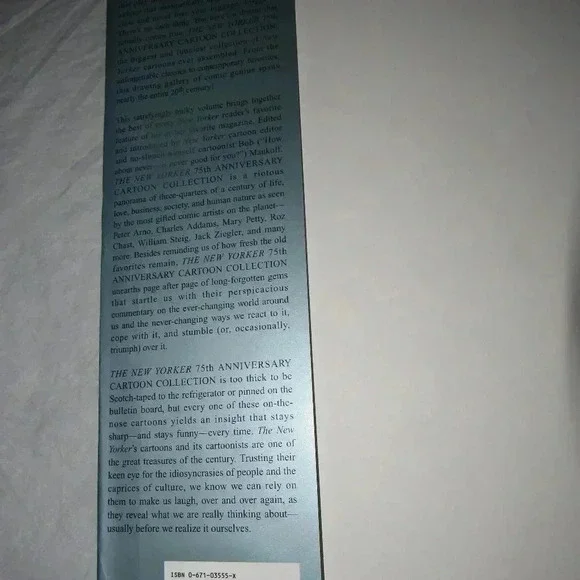 THE NEW YORKER 75th
ANNIVERSARY CARTOON COLLECTION
the biggest and funniest collection of New
Yorker cartoons ever assembled. From the
unforgettable classics to contemporary favorites,
this drawing gallery of comic genius spans
nearly the entire 20th century!
This satisfyingly bulky volume brings together
the best of every New Yorker reader's favorite
feature of favorite magazine. Edited
and introduced by New Yorker cartoon editor
and cartoonist Bob ("How
about never— never good for you?") Mankoff,
THE NEW YORKER 75th ANNIVERSARY
CARTOON COLLECTION is a riotous
panorama of three-quarters of a century of life,
love, business, society, and human nature as seen
by the most gifted comic artists on the planet—
Peter Arno, Charles Addams, Mary Petty, Roz
Chast, William Steig, Jack Ziegler, and many
more. Besides reminding us of how fresh the old
favorites remain, THE NEW YORKER 75th
ANNIVERSARY CARTOON COLLECTION
unearths page after page of long-forgotten gems
that startle us with their perspicacious
commentary on the ever-changing world around
us and the never-changing ways we react to it,
cope with it, and stumble (or, occasionally,
triumph) over it.
THE NEW YORKER 75th ANNIVERSARY
CARTOON COLLECTION is too thick to be
Scotch-taped to the refrigerator or pinned on the
bulletin board, but every one of these on-the-
nose cartoons yields an insight that stays
sharp—and stays funny—every time. The New
Yorker's cartoons and its cartoonists are one of
the great treasures of the century. Trusting their
keen eye for the idiosyncrasies of people and the
caprices of culture, we know we can rely on
them to make us laugh, over and over again, as
they reveal what we are really thinking about—
usually before we realize it ourselves.
ISBN 0-671-03555-X